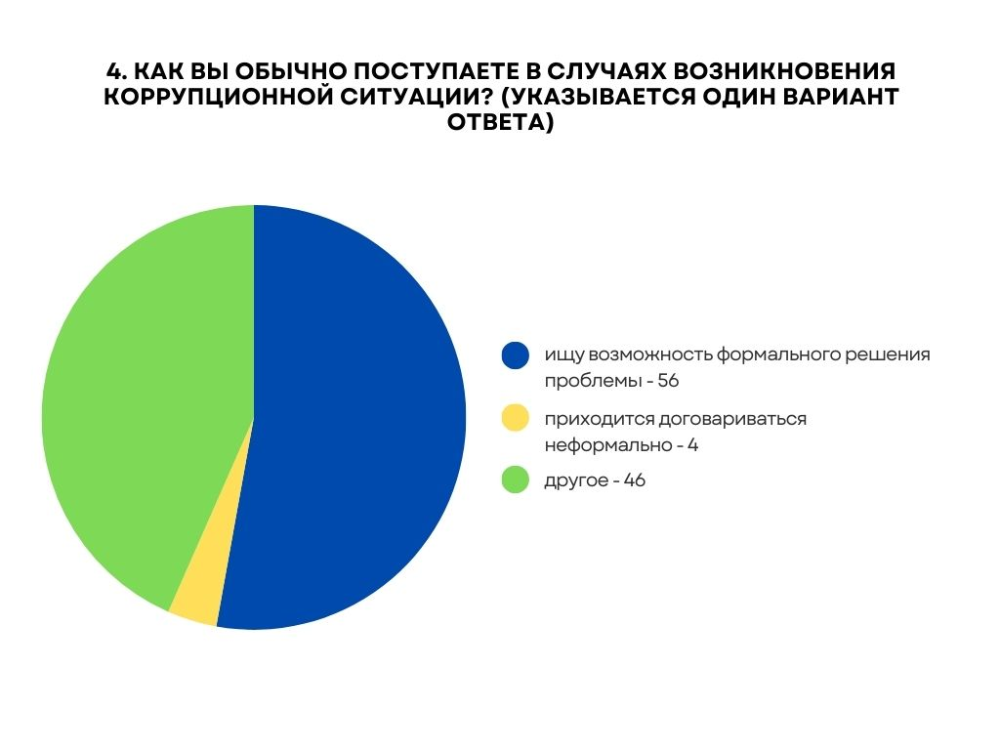 4. КАК ВЫ ОБЫЧНО ПОСТУПАЕТЕ В СЛУЧАЯХ ВОЗНИКНОВЕНИЯ
КОРРУПЦИОННОЙ СИТУАЦИИ? (УКАЗЫВАЕТСЯ ОДИН ВАРИАНТ
ОТВЕТА)
ищу возможность формального решения
проблемы - 56
приходится договариваться
неформально - 4
другое - 46